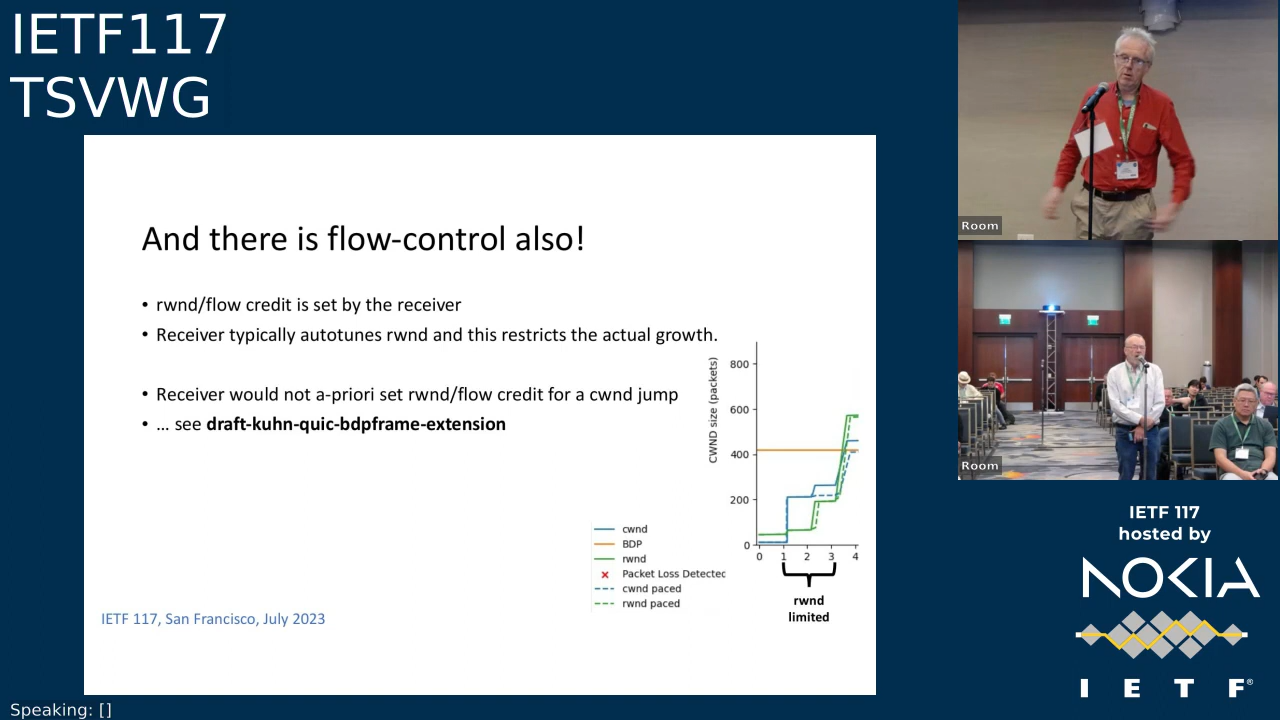 IETF117
TSVWG
And there is flow-control also!
• rwnd/flow credit is set by the receiver
• Receiver typically autotunes rwnd and this restricts the actual growth.
• Receiver would not a-priori set rwnd/flow credit for a cwnd jump
• … see draft-kuhn-quic-bdpframe-extension
CWND size (packets)
800
600
400
200
0
0 1 2 3 4
rwnd
limited
cwnd
BDP
rwnd
Packet Loss Detected
cwnd paced
rwnd paced
IETF 117, San Francisco, July 2023
Room
Room
IETF 117
hosted by
NOKIA
I E T F®
Speaking: []